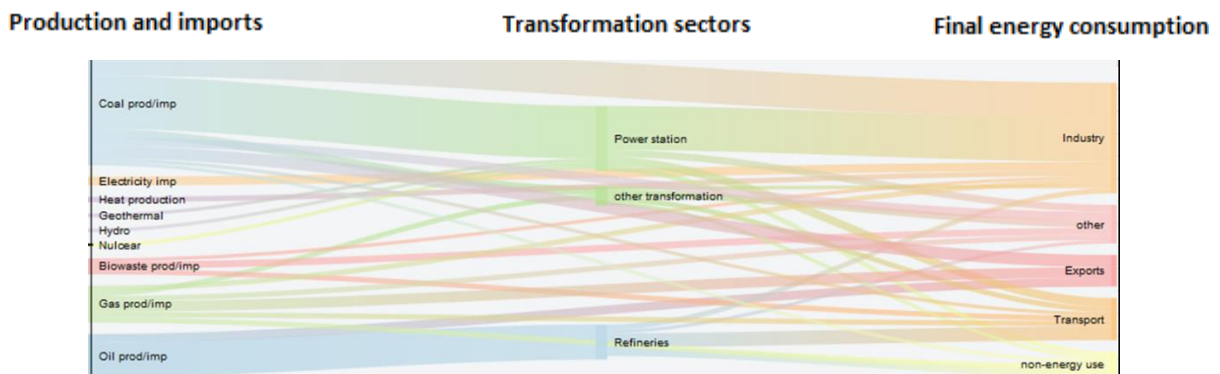 Production and imports
Transformation sectors
Final energy consumption
Coal prod/imp
Electricity imp
Heat production
Geothermal
Hydro
Nulcear
Biowaste prod/imp
Gas prod/imp
Oil prod/imp
Power station
other transformation
Refineries
Industry
other
Exports
Transport
non-energy use